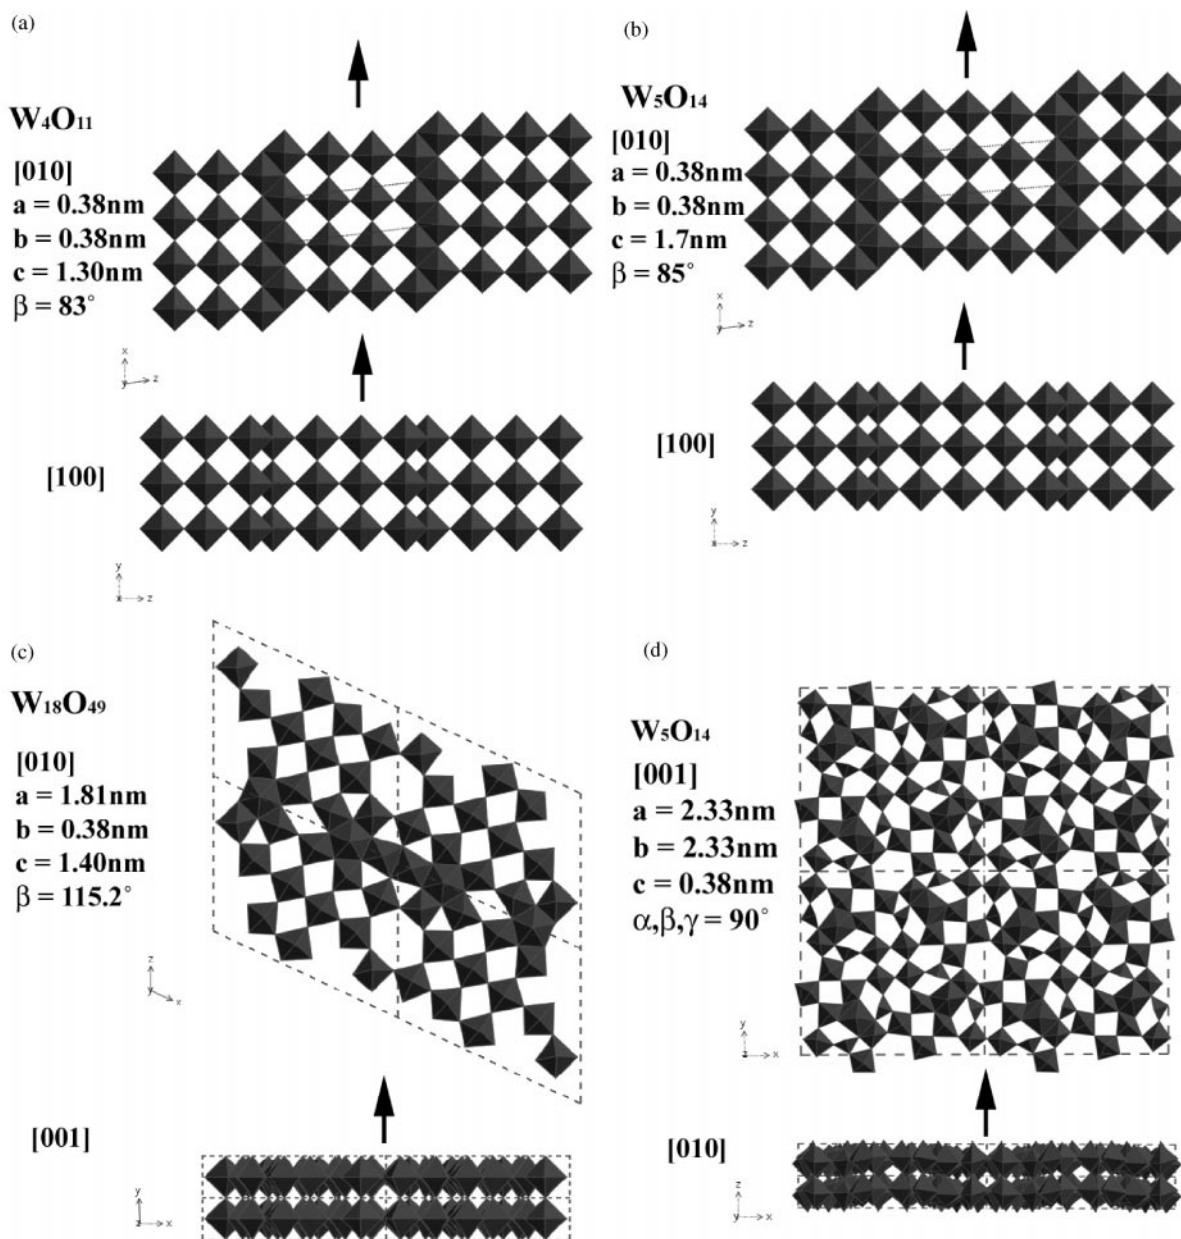 (a)
W₄O₁₁
[010]
a = 0.38nm
b = 0.38nm
c = 1.30nm
β = 83°
x
y
z
[100]
y
x
z
(b)
W₅O₁₄
[010]
a = 0.38nm
b = 0.38nm
c = 1.7nm
β = 85°
x
y
z
[100]
y
x
z
(c)
W₁₈O₄₉
[010]
a = 1.81nm
b = 0.38nm
c = 1.40nm
β = 115.2°
z
y
x
[001]
y
z
x
(d)
W₅O₁₄
[001]
a = 2.33nm
b = 2.33nm
c = 0.38nm
α,β,γ = 90°
y
z
x
[010]
z
y
x